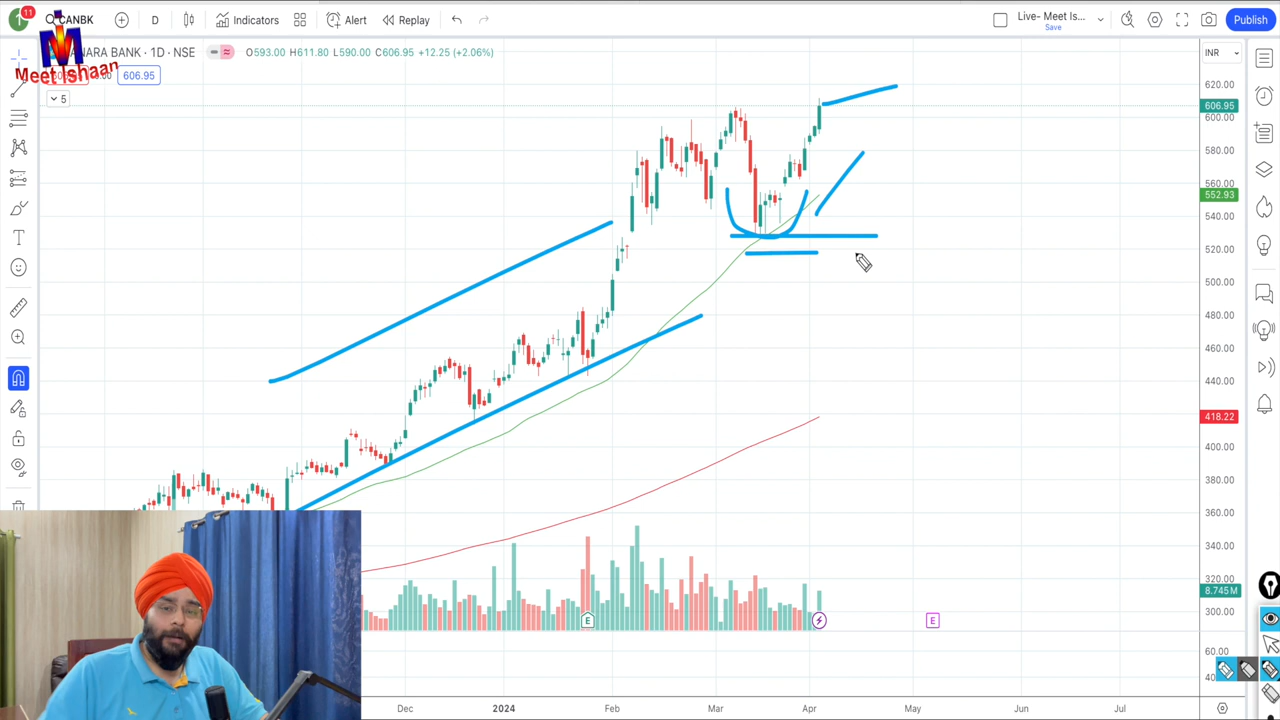 1
11
CANBK
D
Indicators
Alert
Replay
Live- Meet Is...
Save
Publish
ANARA BANK · 1D · NSE
O593.00 H611.80 L590.00 C606.95 +12.25 (+2.06%)
INR
606.95
Meet Ishaan
5
620.00
606.95
600.00
580.00
560.00
552.93
540.00
520.00
500.00
480.00
460.00
440.00
418.22
400.00
380.00
360.00
340.00
320.00
8.745M
300.00
E
E
60.00
Dec
2024
Feb
Mar
Apr
May
Jun
Jul